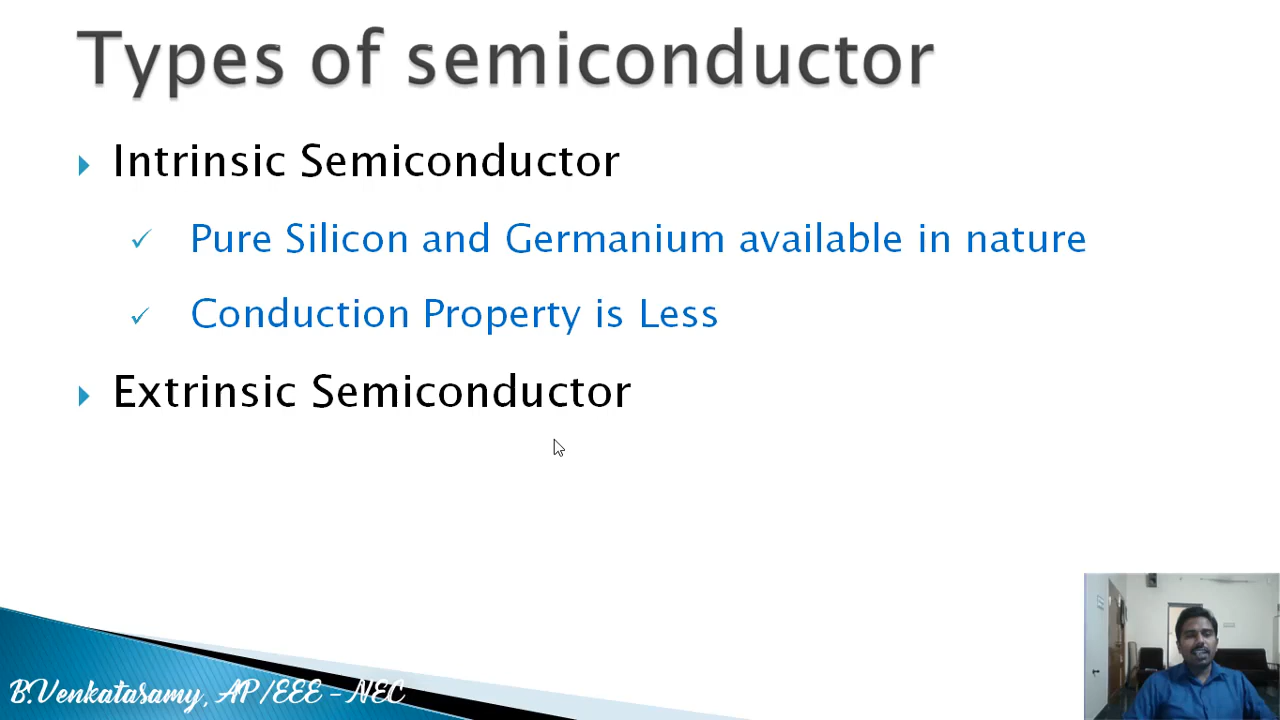 Types of semiconductor
Intrinsic Semiconductor
Pure Silicon and Germanium available in nature
Conduction Property is Less
Extrinsic Semiconductor
B.Venkatasamy, AP/EEE - NEC